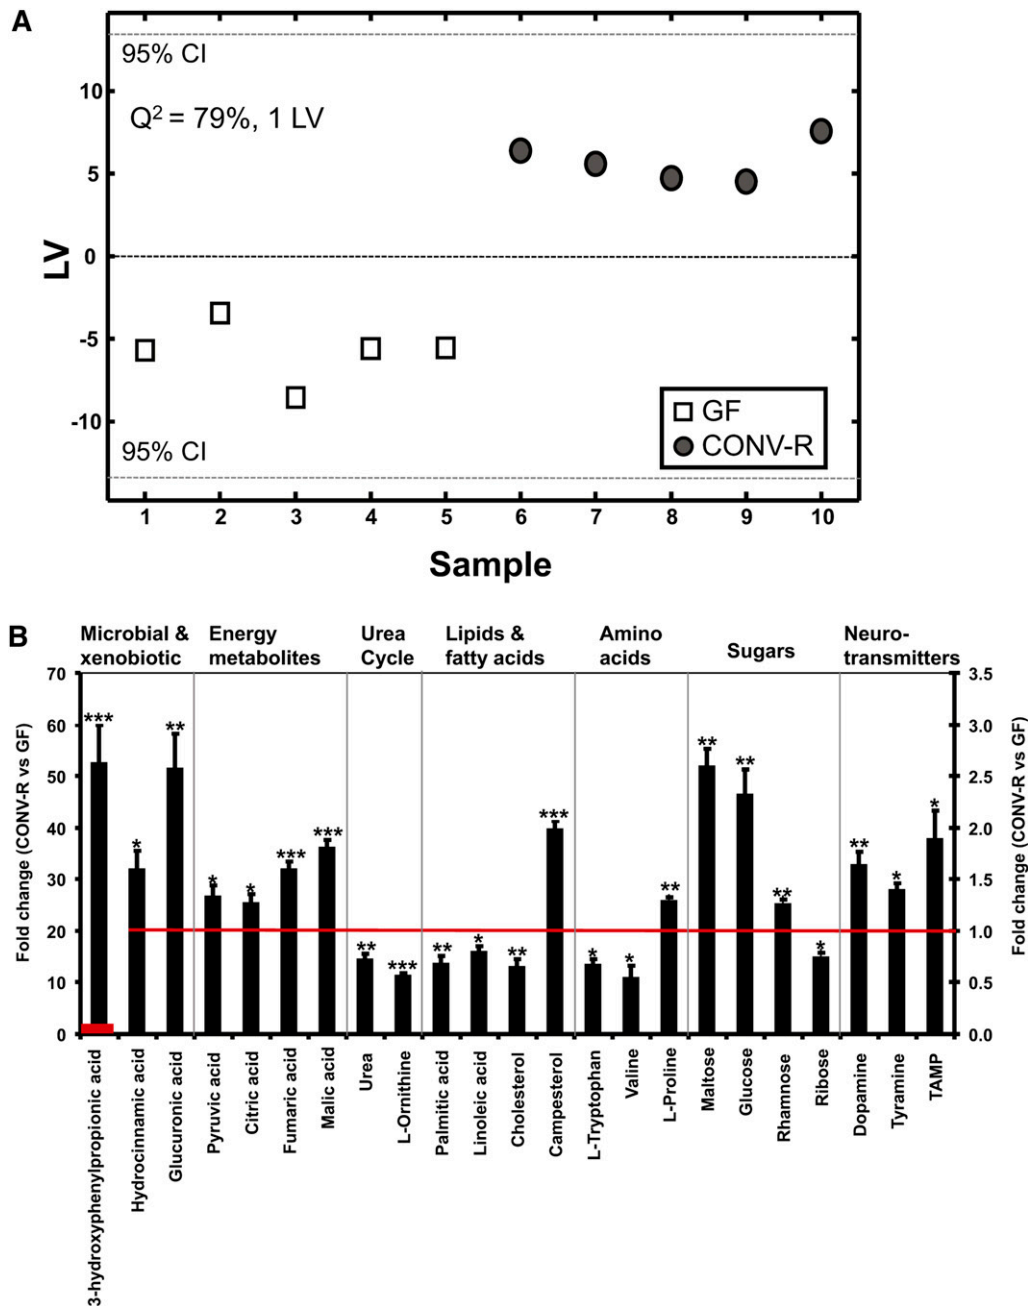 A
95% CI
Q² = 79%, 1 LV
10
5
0
-5
-10
LV
95% CI
GF
CONV-R
1 2 3 4 5 6 7 8 9 10
Sample
B
Microbial & xenobiotic
Energy metabolites
Urea Cycle
Lipids & fatty acids
Amino acids
Sugars
Neuro-transmitters
Fold change (CONV-R vs GF)
70
60
50
40
30
20
10
0
*** * ** * * *** *** ** *** ** * ** *** * * ** ** ** ** * ** * *
3.5
3.0
2.5
2.0
1.5
1.0
0.5
0.0
Fold change (CONV-R vs GF)
3-hydroxyphenylpropionic acid
Hydrocinnamic acid
Glucuronic acid
Pyruvic acid
Citric acid
Fumaric acid
Malic acid
Urea
L-Ornithine
Palmitic acid
Linoleic acid
Cholesterol
Campesterol
L-Tryptophan
Valine
L-Proline
Maltose
Glucose
Rhamnose
Ribose
Dopamine
Tyramine
TAMP